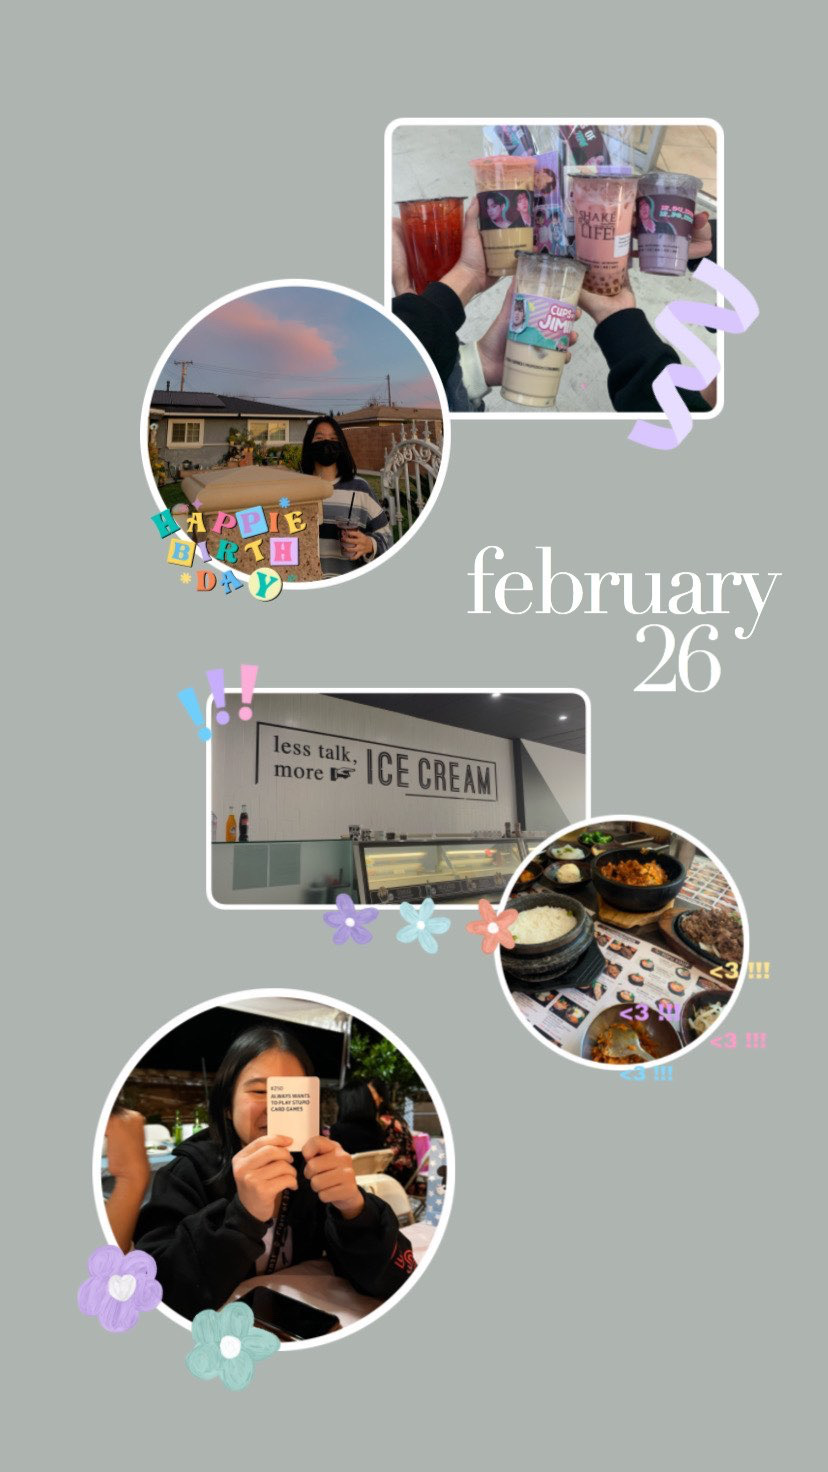 SHAKE
LIFE!
CUPS
JIMIN
HAPPIE
BIRTH
DAY
february
26
!!!
less talk,
more ICE CREAM
<3 !!!
<3 !!!
<3 !!!
<3 !!!
ALWAYS WANTS
TO PLAY STUPID
CARD GAMES